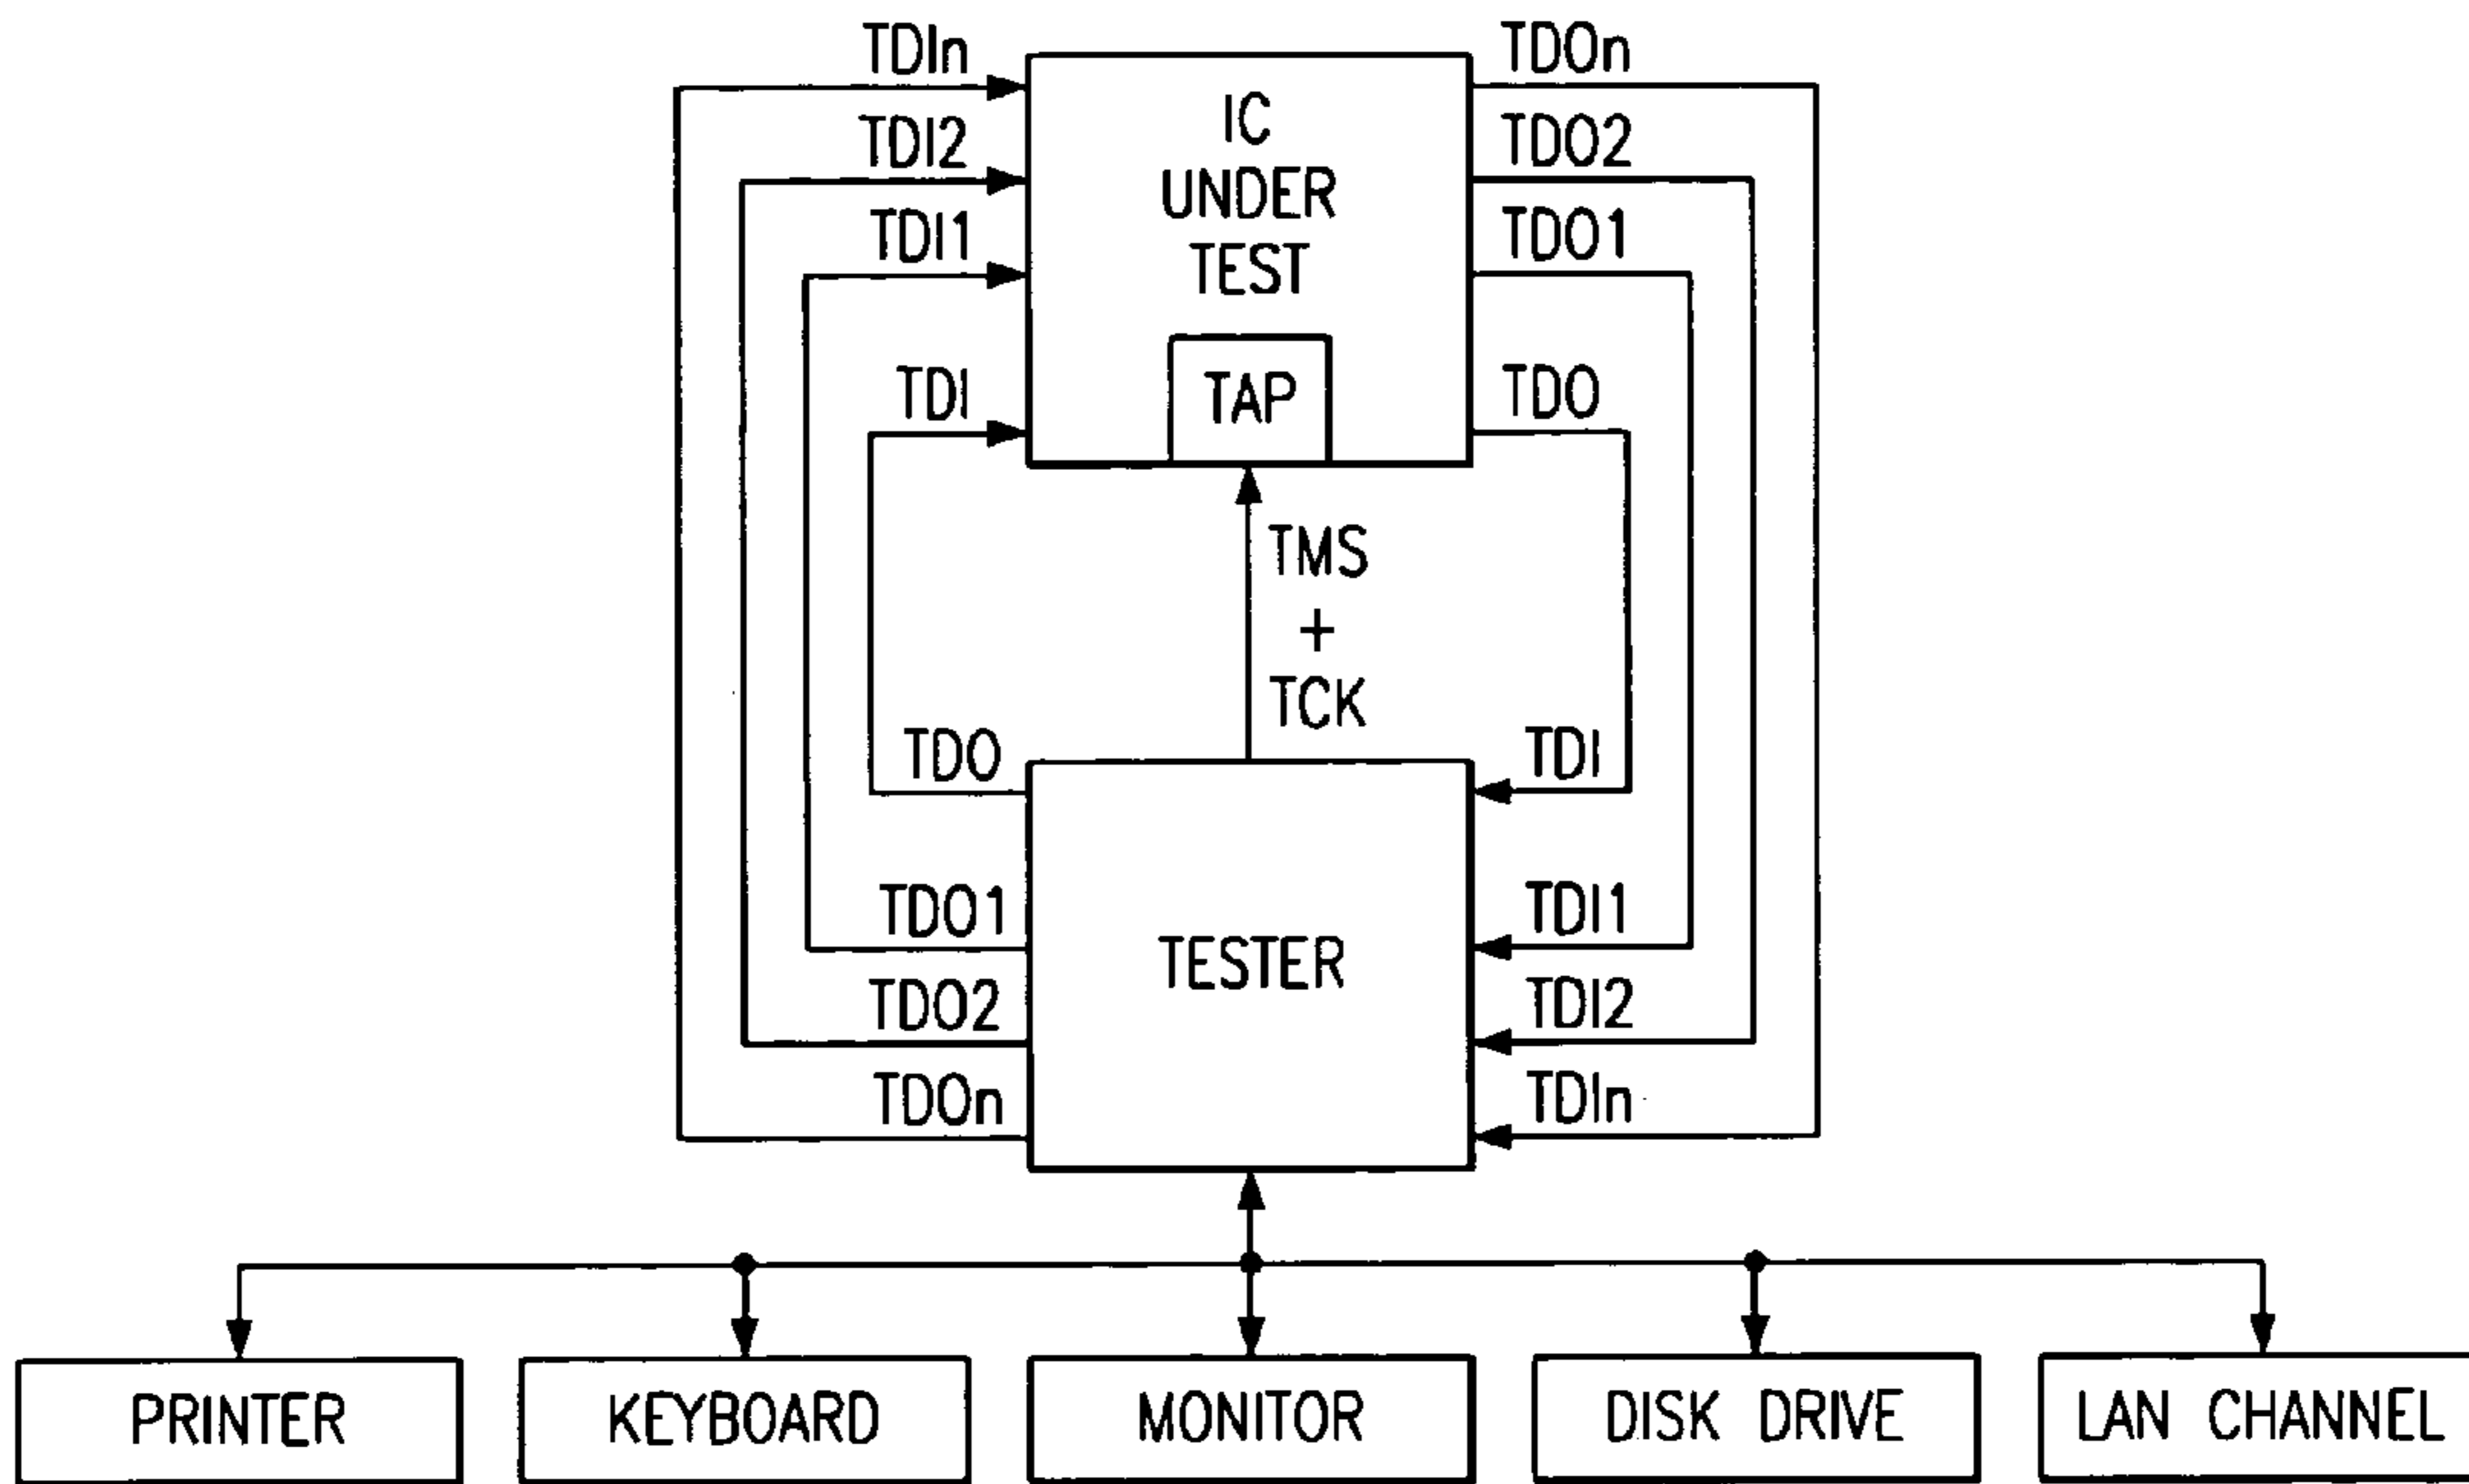 TDIn
TDOn
IC
UNDER
TEST
TDI2
TDO2
TDI1
TDO1
TDI
TAP
TDO
TMS
+
TCK
TDO
TDI
TESTER
TDO1
TDI1
TDO2
TDI2
TDOn
TDIn
PRINTER
KEYBOARD
MONITOR
DISK DRIVE
LAN CHANNEL